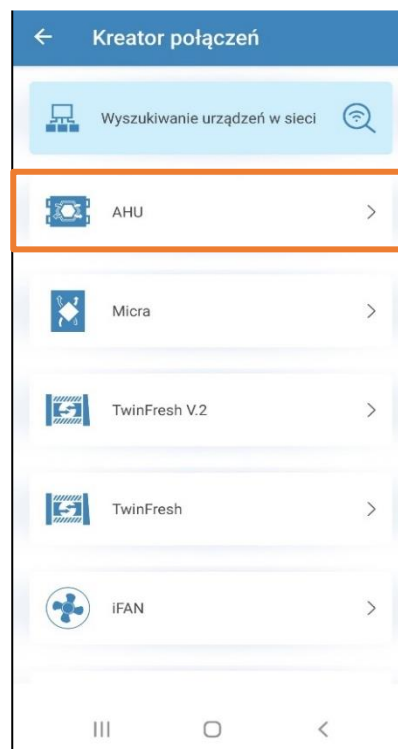 Kreator połączeń
Wyszukiwanie urządzeń w sieci
AHU
Micra
TwinFresh V.2
TwinFresh
iFAN